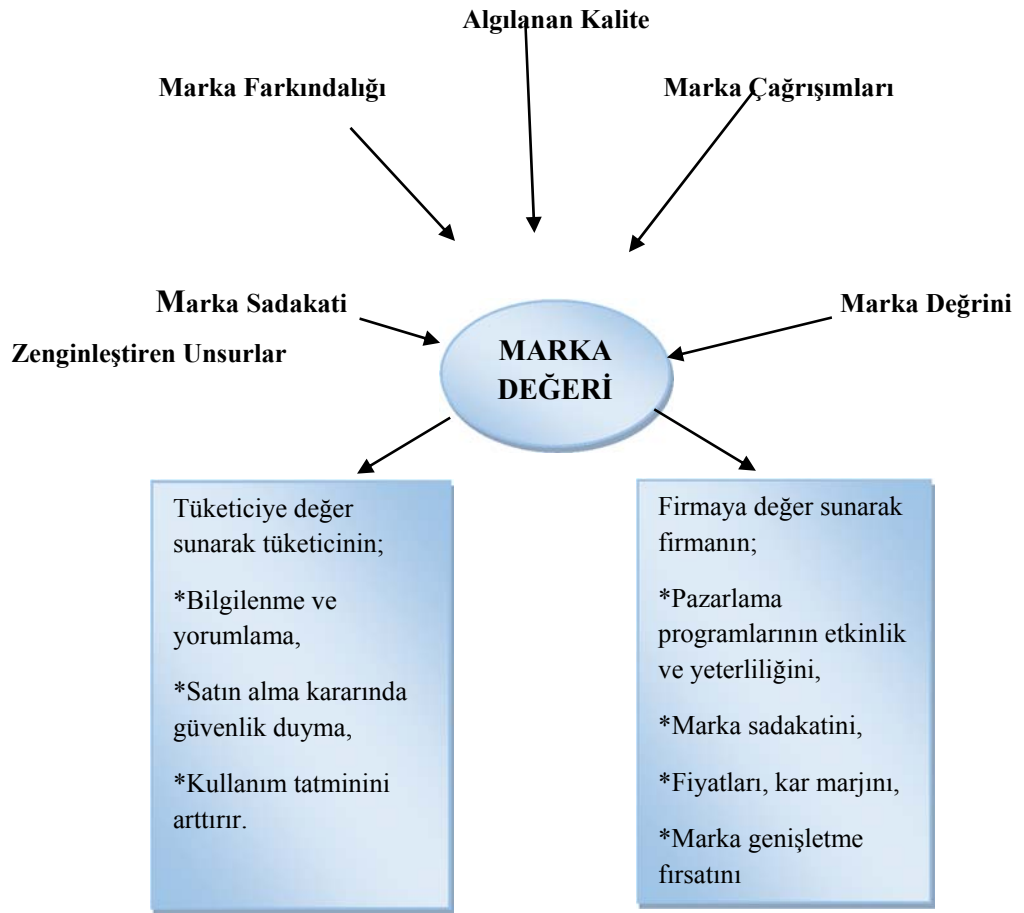 Algılanan Kalite
Marka Farkındalığı
Marka Çağrışımları
Marka Sadakati
Marka Değrini
Zenginleştiren Unsurlar
MARKA
DEĞERİ
Tüketiciye değer
sunarak tüketicinin;
*Bilgilenme ve
yorumlama,
*Satın alma kararında
güvenlik duyma,
*Kullanım tatminini
arttırır.
Firmaya değer sunarak
firmanın;
*Pazarlama
programlarının etkinlik
ve yeterliliğini,
*Marka sadakatini,
*Fiyatları, kar marjını,
*Marka genişletme
fırsatını